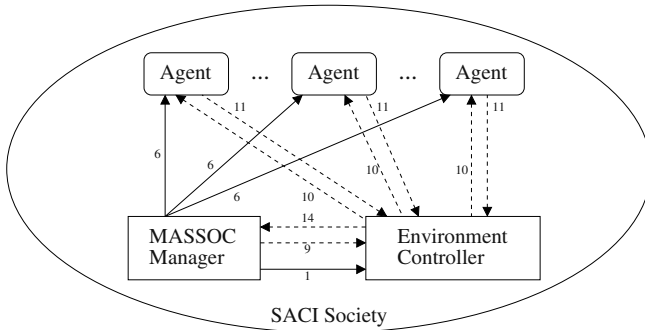 Agent ... Agent ... Agent
11 11 11
6 6 6 10 10 10
14
MASSOC
Manager
9
1
Environment
Controller
SACI Society